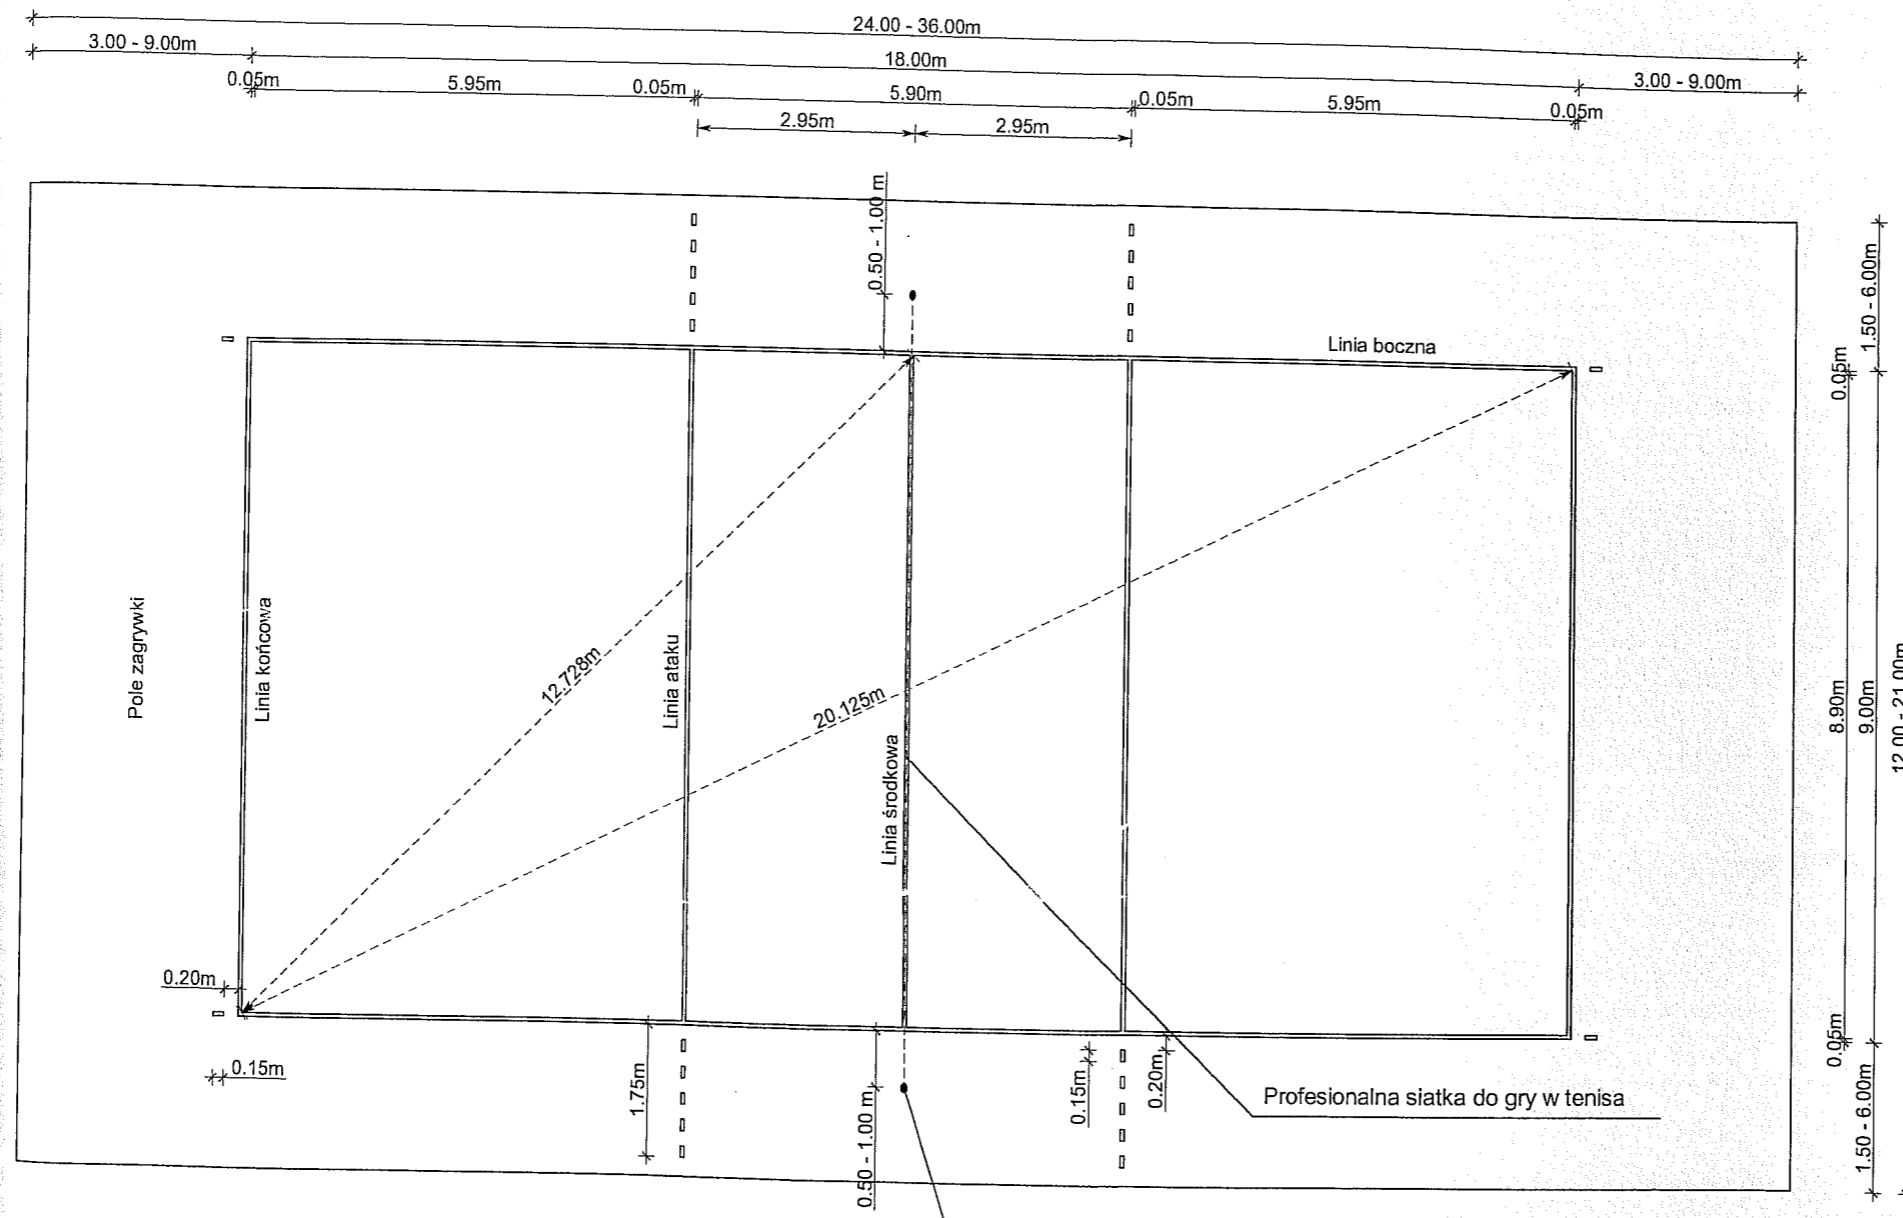 24.00 - 36.00m
3.00 - 9.00m
18.00m
3.00 - 9.00m
0.05m
5.95m
0.05m
5.90m
0.05m
5.95m
0.05m
2.95m
2.95m
0.50 - 1.00 m
1.50 - 6.00m
Linia boczna
0.05m
Pole zagrywki
Linia końcowa
Linia ataku
12.728m
20.125m
Linia środkowa
8.90m
9.00m
12.00 - 21.00m
0.20m
0.15m
1.75m
0.50 - 1.00 m
0.15m
0.20m
0.05m
Profesionalna siatka do gry w tenisa
1.50 - 6.00m